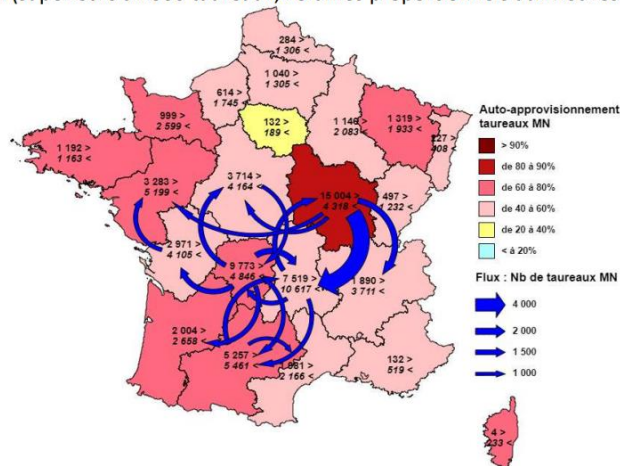 284 >
1 306 <
1 040 >
1 305 <
614 >
1 745 <
999 >
2 599 <
132 >
189 <
1 319 >
1 933 <
2 083 <
1 192 >
1 163 <
3 283 >
5 199 <
3 714 >
4 164 <
15 004 >
4 318 <
497 >
1 232 <
2 971 >
4 105 <
9 773 >
4 846 <
7 519 >
10 617 <
1 890 >
3 711 <
2 004 >
2 658 <
5 257 >
5 461 <
2 166 <
132 >
519 <
4 >
233 <
Auto-approvisionnement
taureaux MN
> 90%
de 80 à 90%
de 60 à 80%
de 40 à 60%
de 20 à 40%
< à 20%
Flux : Nb de taureaux MN
4 000
2 000
1 500
1 000